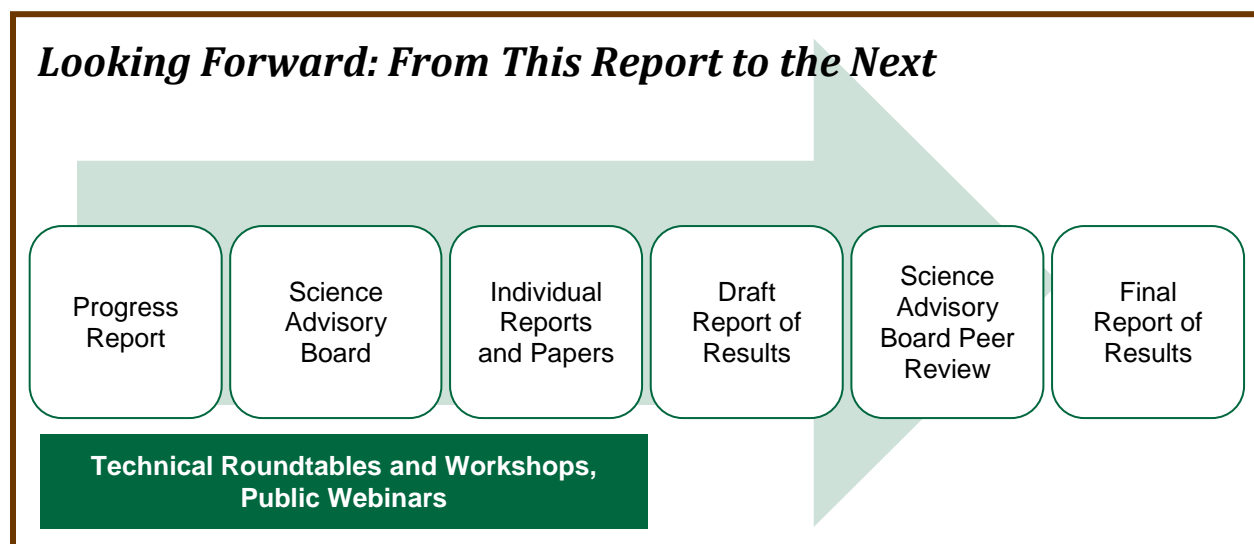 Looking Forward: From This Report to the Next
Progress
Report
Science
Advisory
Board
Individual
Reports
and Papers
Draft
Report of
Results
Science
Advisory
Board Peer
Review
Final
Report of
Results
Technical Roundtables and Workshops,
Public Webinars